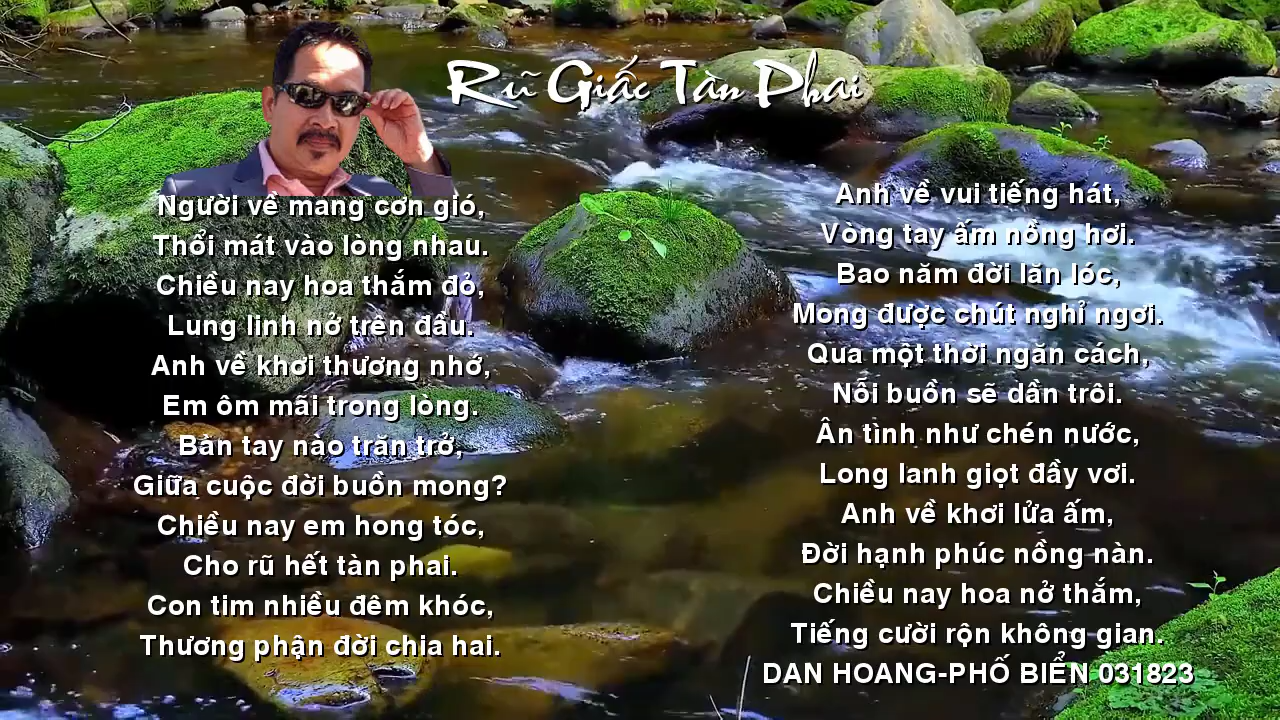 Rũ Giấc Tàn Phai
Người về mang cơn gió,
Thổi mát vào lòng nhau.
Chiều nay hoa thắm đỏ,
Lung linh nở trên đầu.
Anh về khơi thương nhớ,
Em ôm mãi trong lòng.
Bản tay nào trăn trở,
Giữa cuộc đời buồn mong?
Chiều nay em hong tóc,
Cho rũ hết tàn phai.
Con tim nhiều đêm khóc,
Thương phận đời chia hai.
Anh về vui tiếng hát,
Vòng tay ấm nồng hơi.
Bao năm đời lăn lóc,
Mong được chút nghỉ ngơi.
Qua một thời ngăn cách,
Nỗi buồn sẽ dần trôi.
Ân tình như chén nước,
Long lanh giọt đầy vơi.
Anh về khơi lửa ấm,
Đời hạnh phúc nồng nàn.
Chiều nay hoa nở thắm,
Tiếng cười rộn không gian.
DAN HOANG-PHỐ BIỂN 031823